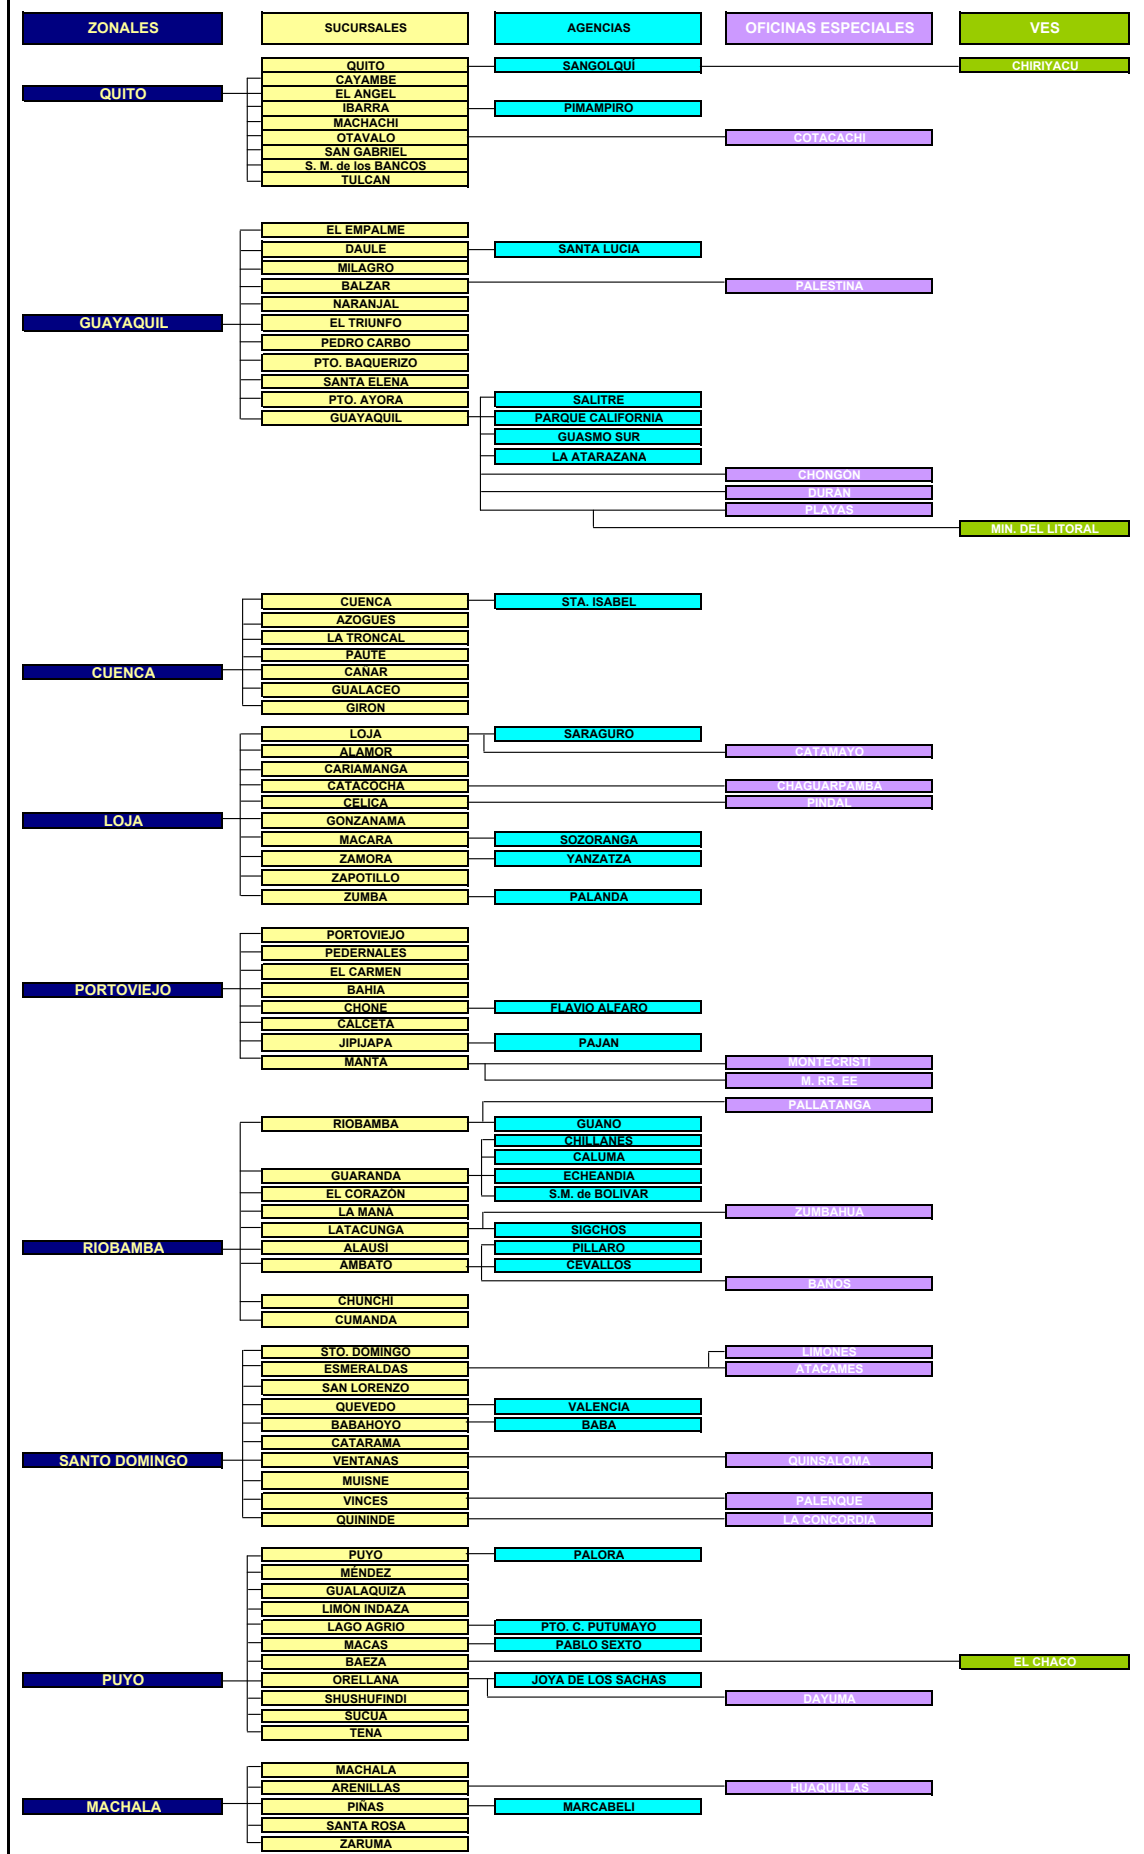 ZONALES SUCURSALES AGENCIAS OFICINAS ESPECIALES VES
QUITO SANGOLQUÍ CHIRIYACU
CAYAMBE
QUITO EL ANGEL
IBARRA PIMAMPIRO
MACHACHI
OTAVALO COTACACHI
SAN GABRIEL
S. M. de los BANCOS
TULCAN
EL EMPALME
DAULE SANTA LUCIA
MILAGRO
BALZAR PALESTINA
NARANJAL
GUAYAQUIL EL TRIUNFO
PEDRO CARBO
PTO. BAQUERIZO
SANTA ELENA
PTO. AYORA SALITRE
GUAYAQUIL PARQUE CALIFORNIA
GUASMO SUR
LA ATARAZANA
CHONGON
DURAN
PLAYAS
MIN. DEL LITORAL
CUENCA STA. ISABEL
AZOGUES
LA TRONCAL
PAUTE
CUENCA CAÑAR
GUALACEO
GIRON
LOJA SARAGURO
ALAMOR CATAMAYO
CARIAMANGA
CATACOCHA CHAGUARPAMBA
CELICA PINDAL
LOJA GONZANAMA
MACARA SOZORANGA
ZAMORA YANZATZA
ZAPOTILLO
ZUMBA PALANDA
PORTOVIEJO
PEDERNALES
EL CARMEN
PORTOVIEJO BAHIA
CHONE FLAVIO ALFARO
CALCETA
JIPIJAPA PAJAN
MANTA MONTECRISTI
M. RR. EE
PALLATANGA
RIOBAMBA GUANO
CHILLANES
CALUMA
GUARANDA ECHEANDIA
EL CORAZÓN S.M. de BOLIVAR
LA MANÁ ZUMBAHUA
LATACUNGA SIGCHOS
RIOBAMBA ALAUSÍ PILLARO
AMBATO CEVALLOS
BANOS
CHUNCHI
CUMANDA
STO. DOMINGO LIMONES
ESMERALDAS ATACAMES
SAN LORENZO
QUEVEDO VALENCIA
BABAHOYO BABA
CATARAMA
SANTO DOMINGO VENTANAS QUINSALOMA
MUISNE
VINCES PALENQUE
QUININDE LA CONCORDIA
PUYO PALORA
MÉNDEZ
GUALAQUIZA
LIMÓN INDAZA
LAGO AGRIO PTO. C. PUTUMAYO
MACAS PABLO SEXTO
BAEZA EL CHACO
PUYO ORELLANA JOYA DE LOS SACHAS
SHUSHUFINDI DAYUMA
SUCÚA
TENA
MACHALA
ARENILLAS HUAQUILLAS
MACHALA PIÑAS MARCABELI
SANTA ROSA
ZARUMA